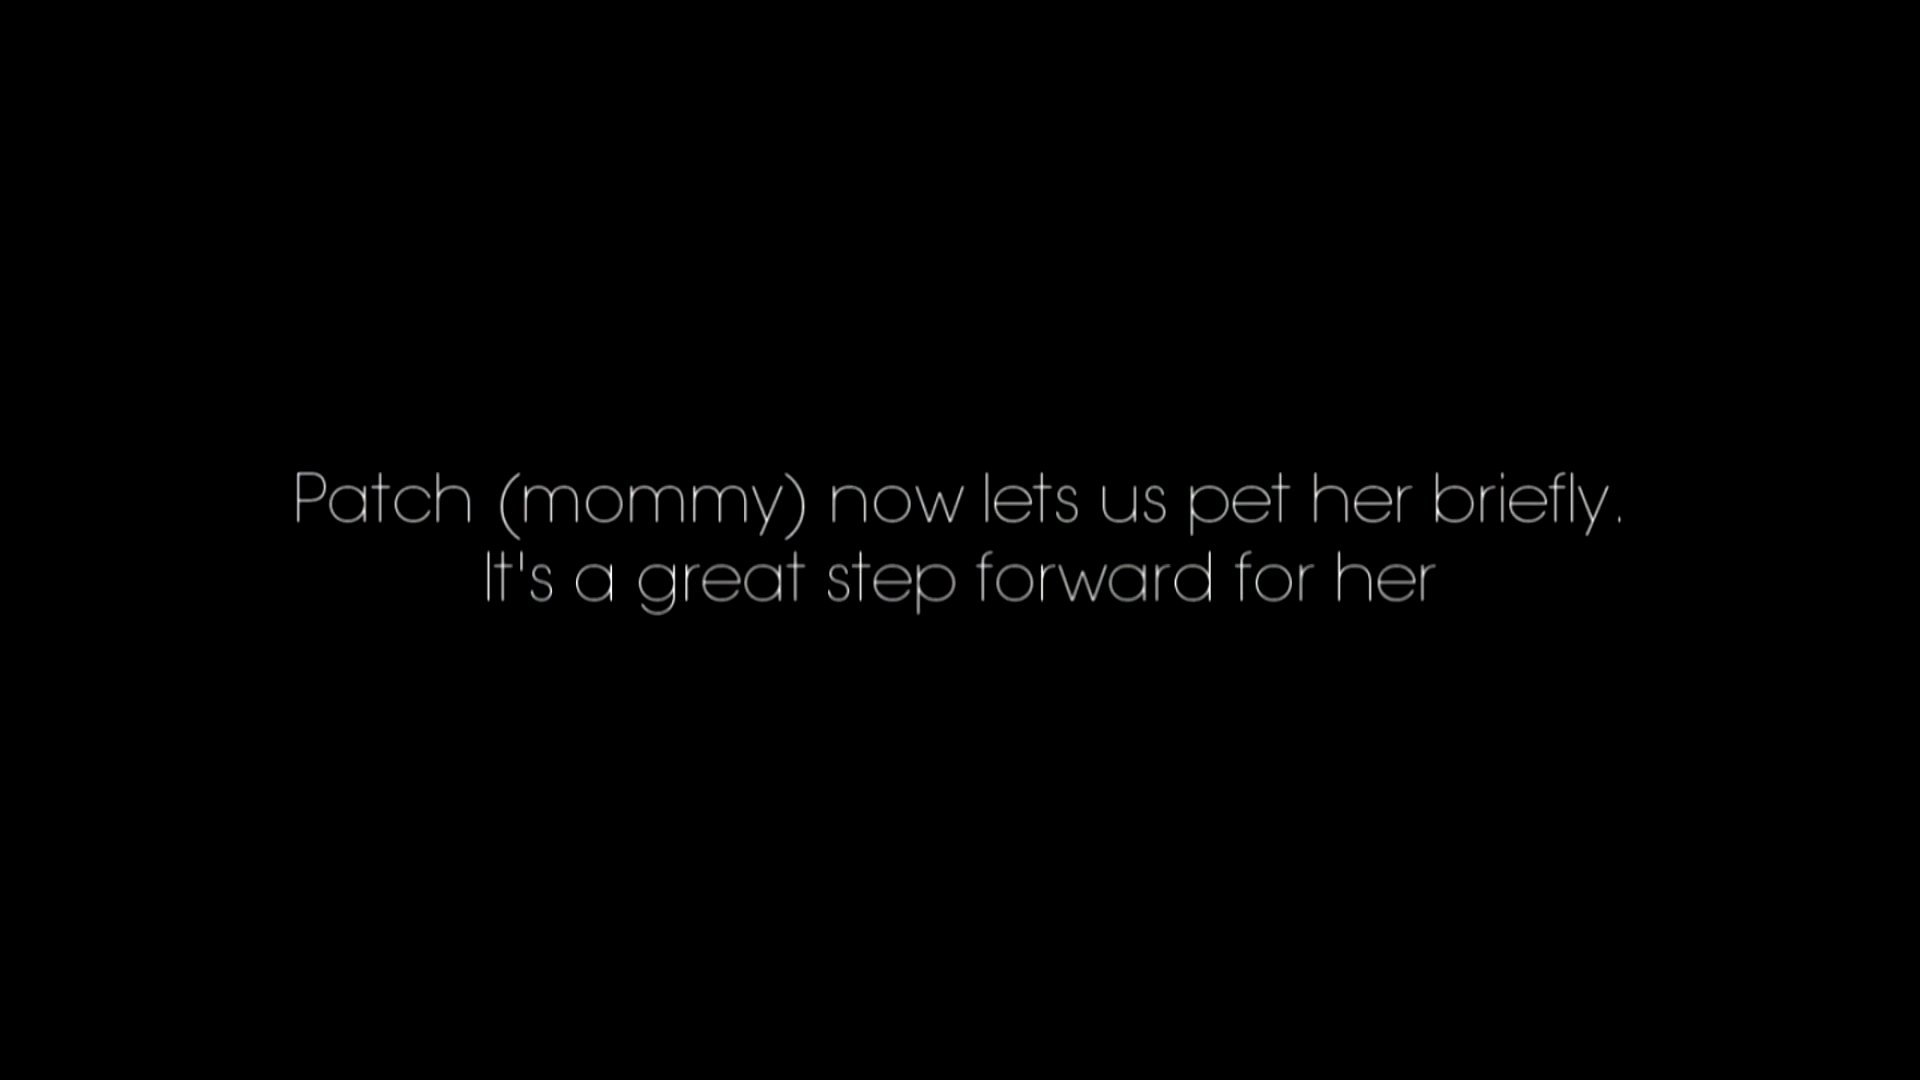 Patch (mommy) now lets us pet her briefly.
It's a great step forward for her